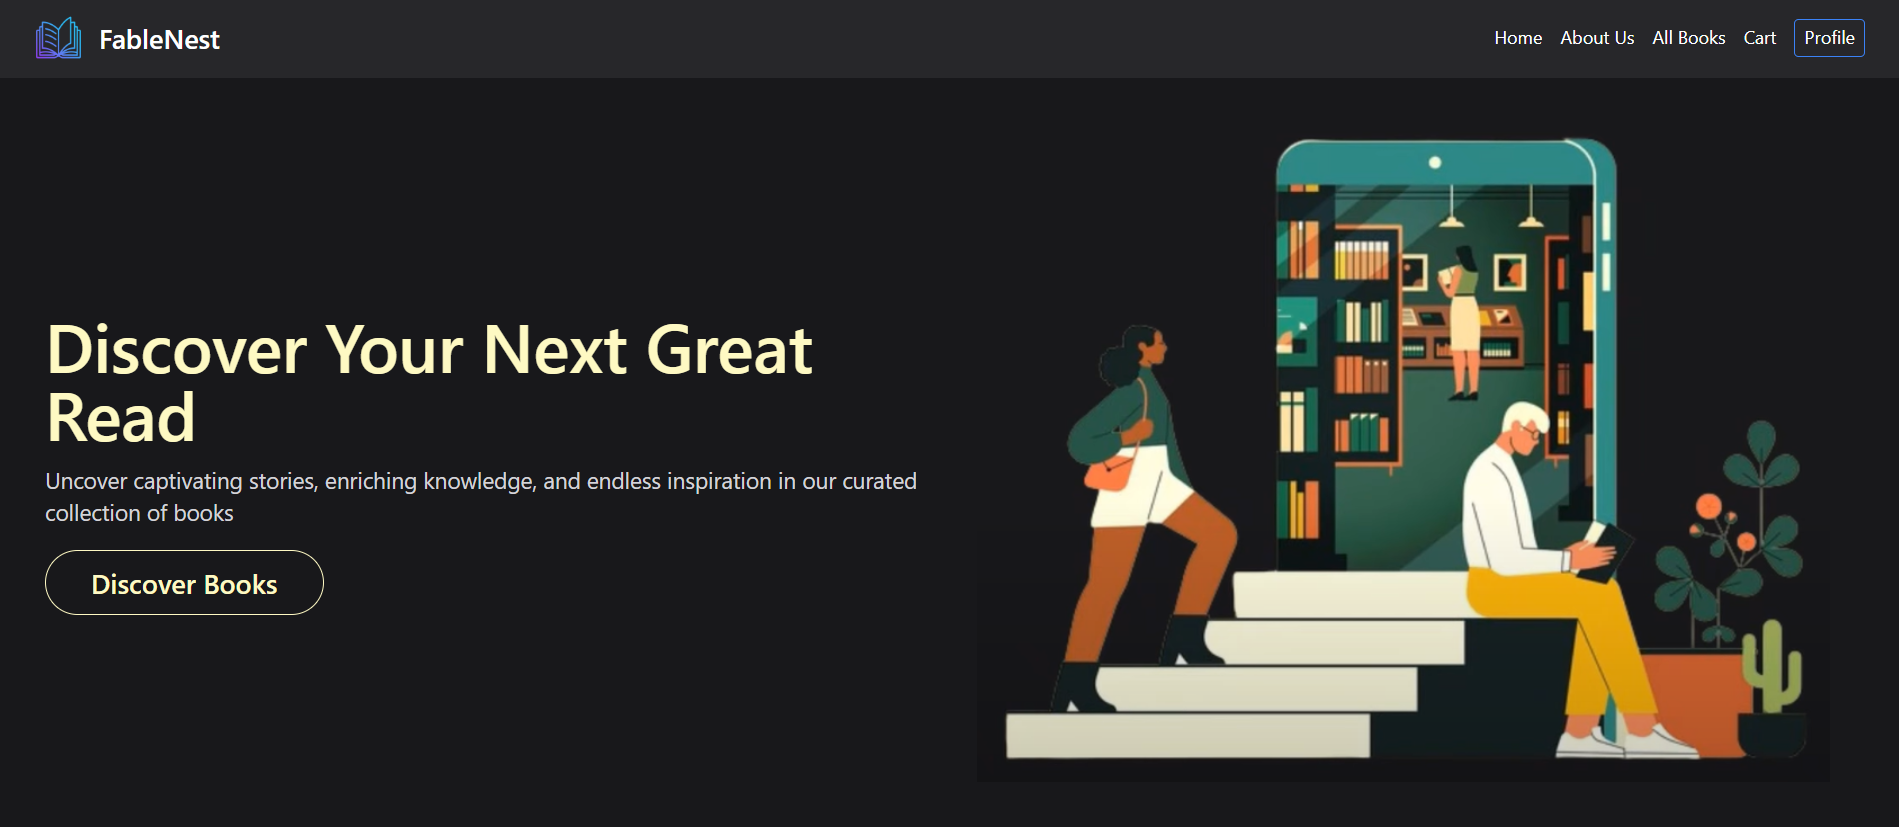 FableNest
Home About Us All Books Cart Profile
Discover Your Next Great
Read
Uncover captivating stories, enriching knowledge, and endless inspiration in our curated
collection of books
Discover Books